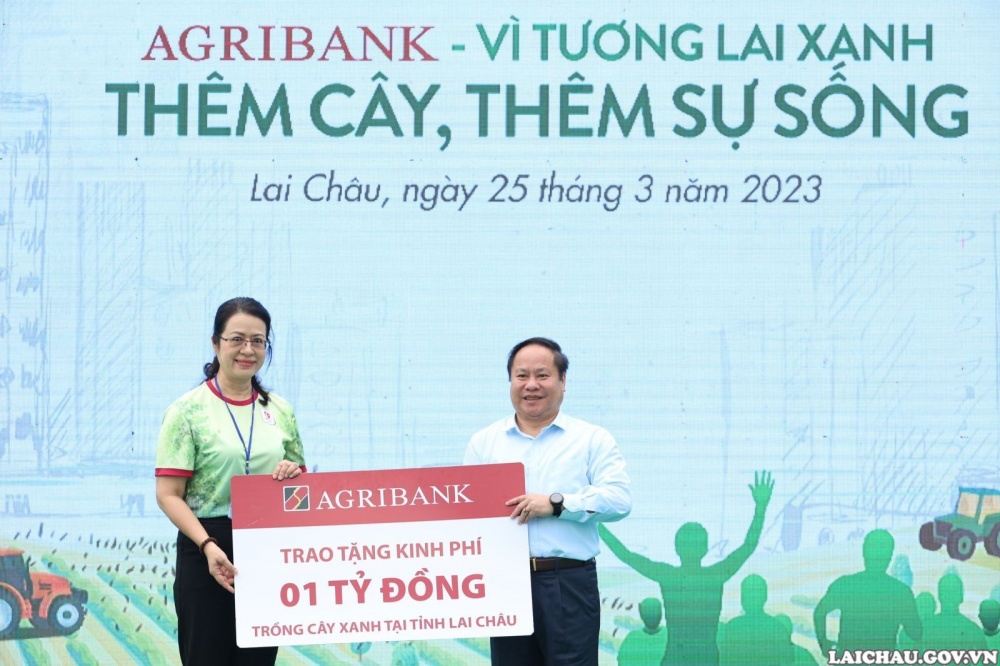 AGRIBANK - VÌ TƯƠNG LAI XANH
THÊM CÂY, THÊM SỰ SỐNG
Lai Châu, ngày 25 tháng 3 năm 2023
AGRIBANK
TRAO TẶNG KINH PHÍ
01 TỶ ĐỒNG
TRỒNG CÂY XANH TẠI TỈNH LAI CHÂU
LAICHAU.GOV.VN